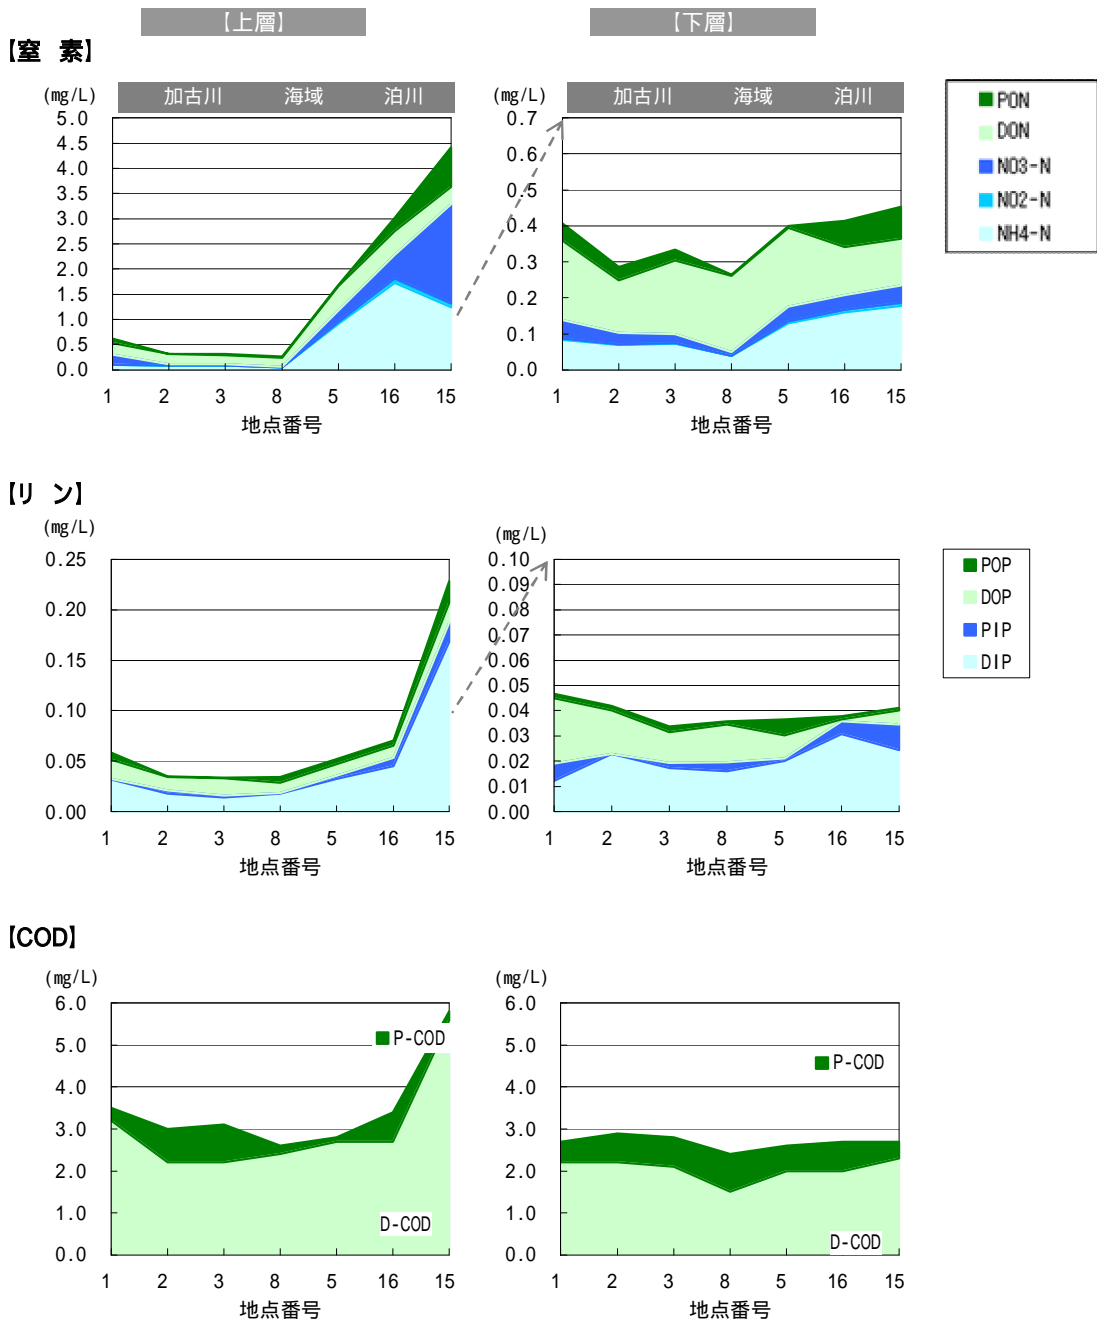 【上層】 【下層】
【窒 素】
(mg/L) 加古川 海域 泊川
5.0
4.5
4.0
3.5
3.0
2.5
2.0
1.5
1.0
0.5
0.0
1 2 3 8 5 16 15
地点番号
(mg/L) 加古川 海域 泊川
0.7
0.6
0.5
0.4
0.3
0.2
0.1
0.0
1 2 3 8 5 16 15
地点番号
PON
DON
NO3-N
NO2-N
NH4-N
【リ ン】
(mg/L)
0.25
0.20
0.15
0.10
0.05
0.00
1 2 3 8 5 16 15
地点番号
(mg/L)
0.10
0.09
0.08
0.07
0.06
0.05
0.04
0.03
0.02
0.01
0.00
1 2 3 8 5 16 15
地点番号
POP
DOP
PIP
DIP
【COD】
(mg/L)
6.0
5.0
4.0
3.0
2.0
1.0
0.0
P-COD
D-COD
1 2 3 8 5 16 15
地点番号
(mg/L)
6.0
5.0
4.0
3.0
2.0
1.0
0.0
P-COD
D-COD
1 2 3 8 5 16 15
地点番号